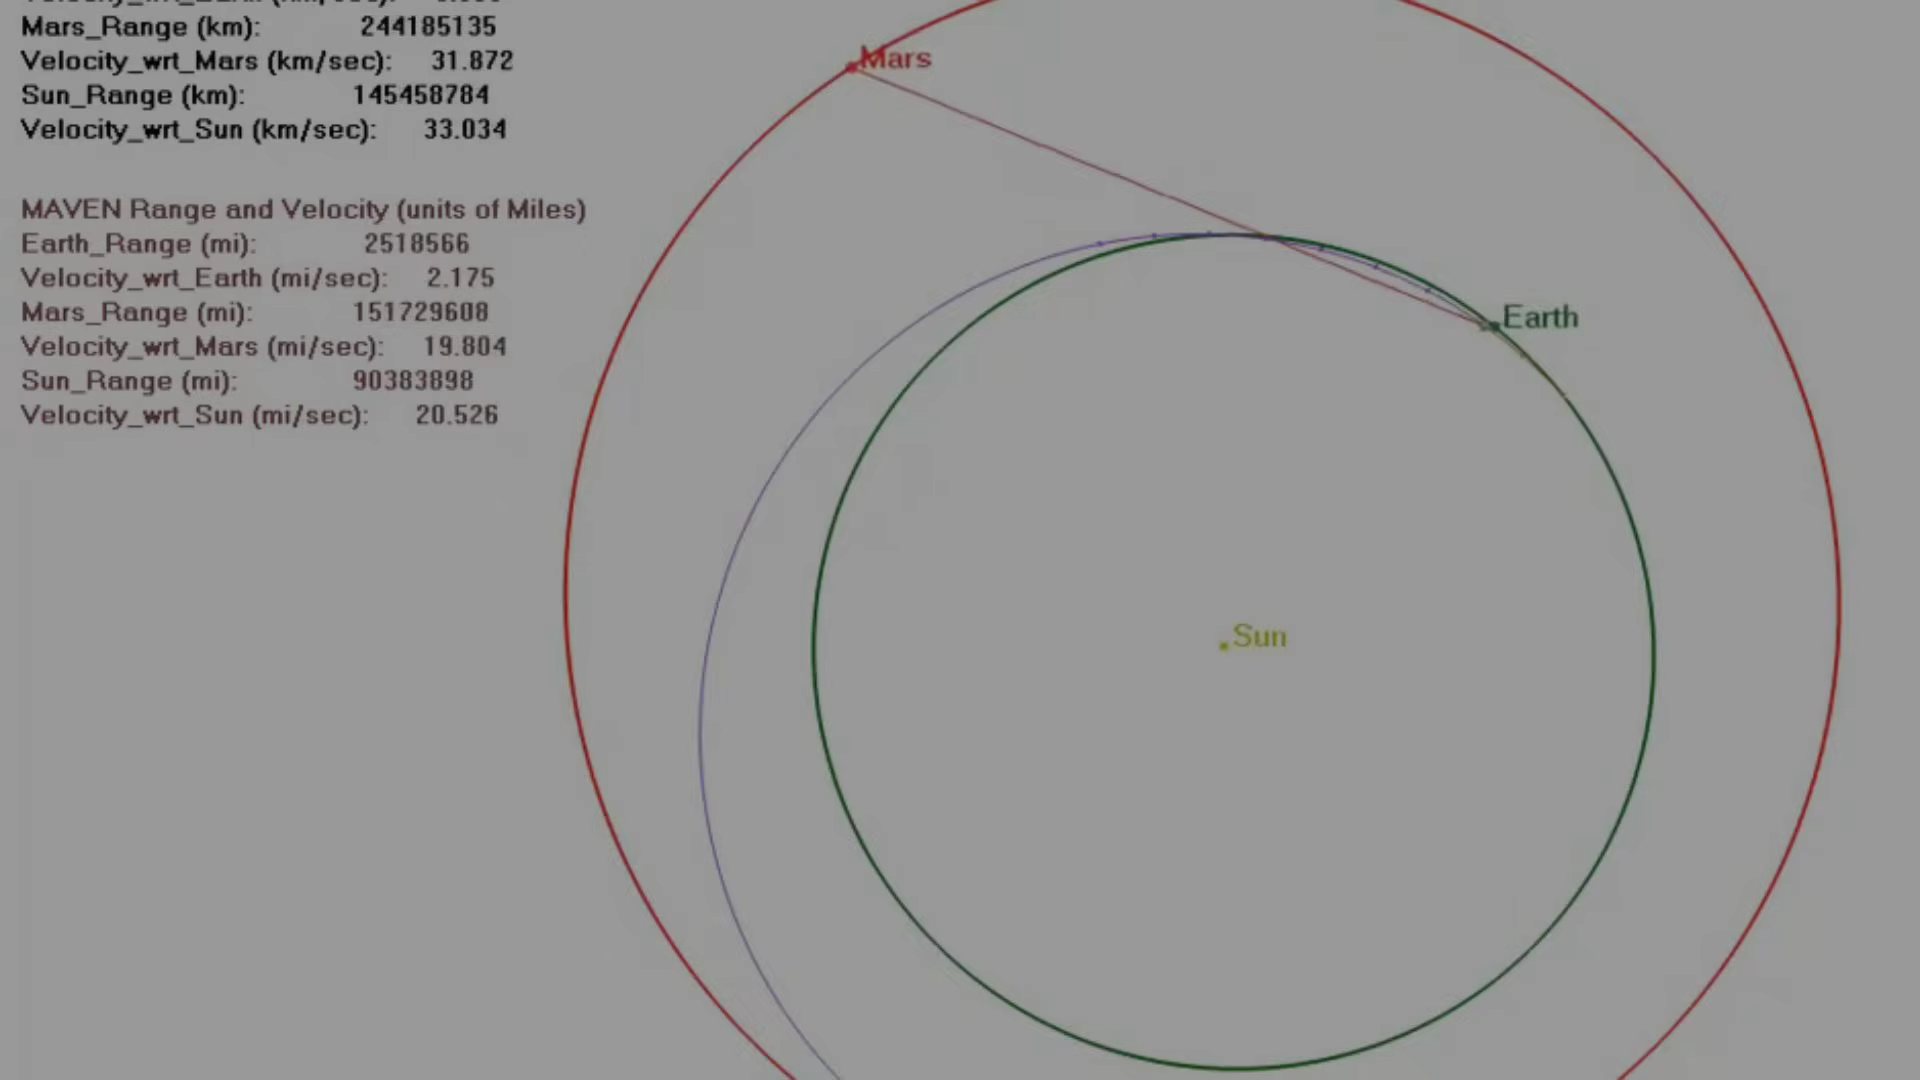 Mars_Range (km): 244185135
Velocity_wrt_Mars (km/sec): 31.872
Sun_Range (km): 145458784
Velocity_wrt_Sun (km/sec): 33.034
MAVEN Range and Velocity (units of Miles)
Earth_Range (mi): 2518566
Velocity_wrt_Earth (mi/sec): 2.175
Mars_Range (mi): 151729608
Velocity_wrt_Mars (mi/sec): 19.804
Sun_Range (mi): 90383898
Velocity_wrt_Sun (mi/sec): 20.526
Mars
Earth
Sun